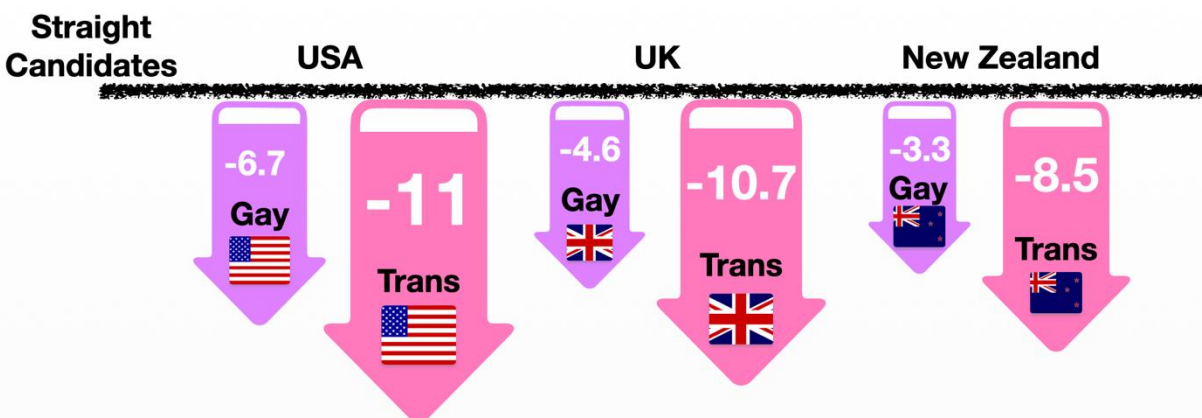 Straight
Candidates
USA
UK
New Zealand
-6.7
Gay
-11
Trans
-4.6
Gay
-10.7
Trans
-3.3
Gay
-8.5
Trans